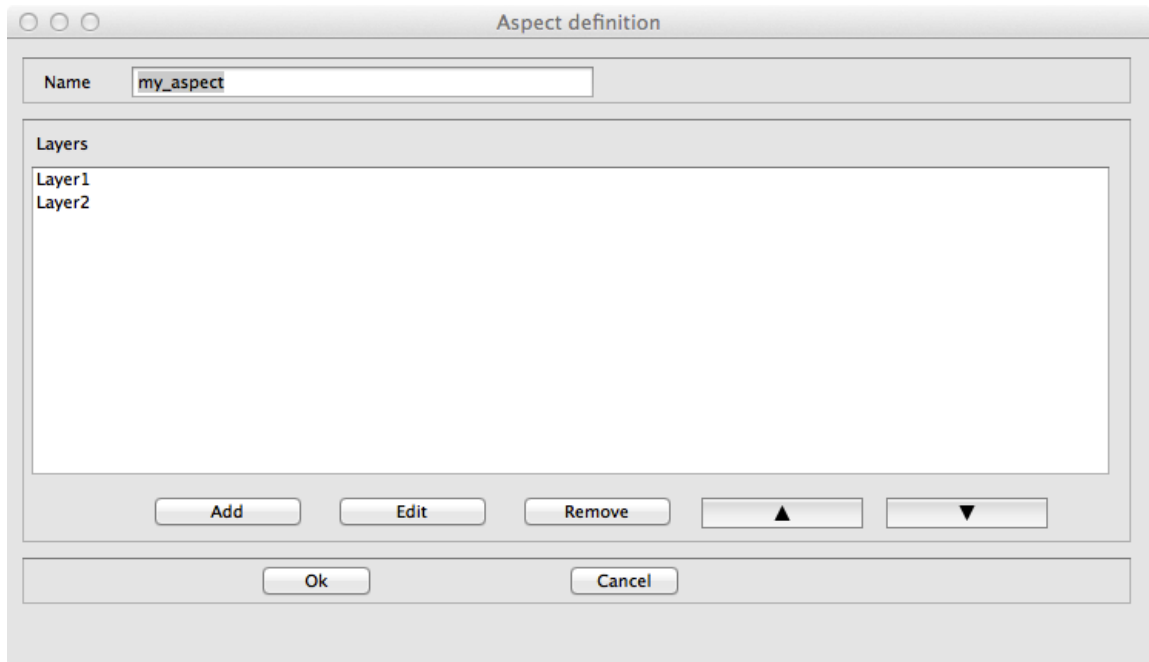 Aspect definition
Name my_aspect
Layers
Layer1
Layer2
Add Edit Remove ▲ ▼
Ok Cancel